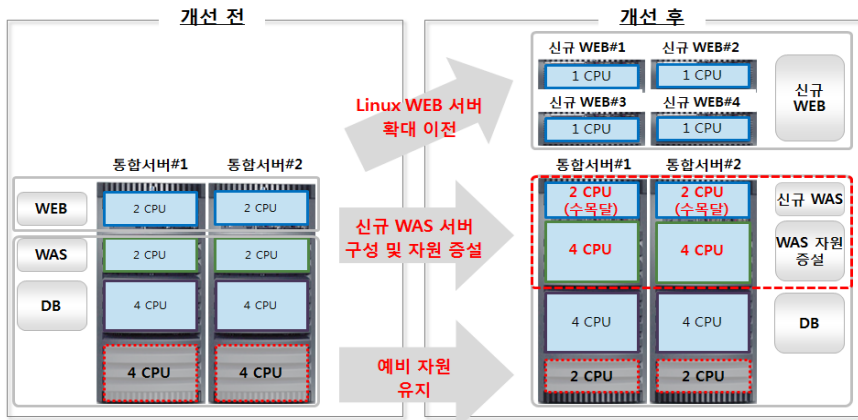 개선 전
통합서버#1
통합서버#2
WEB
2 CPU
2 CPU
WAS
2 CPU
2 CPU
DB
4 CPU
4 CPU
4 CPU
4 CPU
Linux WEB 서버
확대 이전
신규 WAS 서버
구성 및 자원 증설
예비 자원
유지
개선 후
신규 WEB#1
신규 WEB#2
1 CPU
1 CPU
신규 WEB#3
신규 WEB#4
1 CPU
1 CPU
신규
WEB
통합서버#1
통합서버#2
2 CPU
(수목달)
2 CPU
(수목달)
신규 WAS
4 CPU
4 CPU
WAS 자원
증설
4 CPU
4 CPU
DB
2 CPU
2 CPU